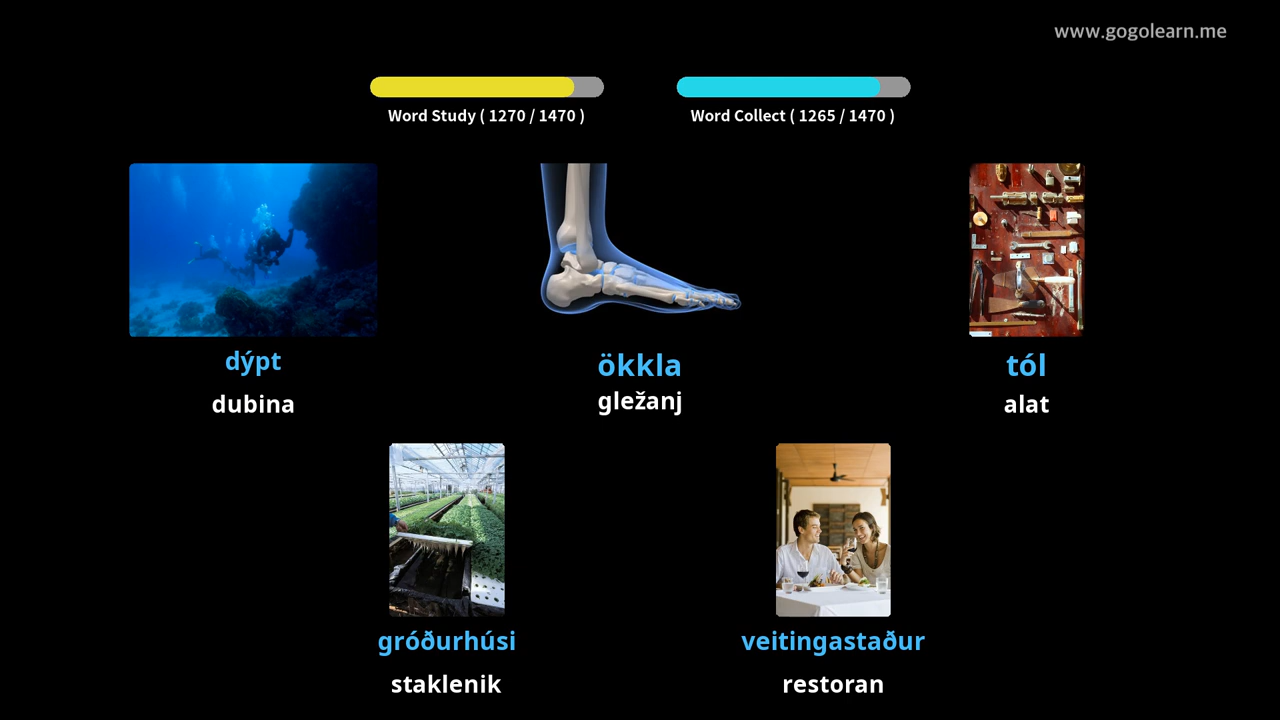 www.gogolearn.me
Word Study ( 1270 / 1470 )
Word Collect ( 1265 / 1470 )
dýpt
dubina
ökkla
gležanj
tól
alat
gróðurhúsi
staklenik
veitingastaður
restoran